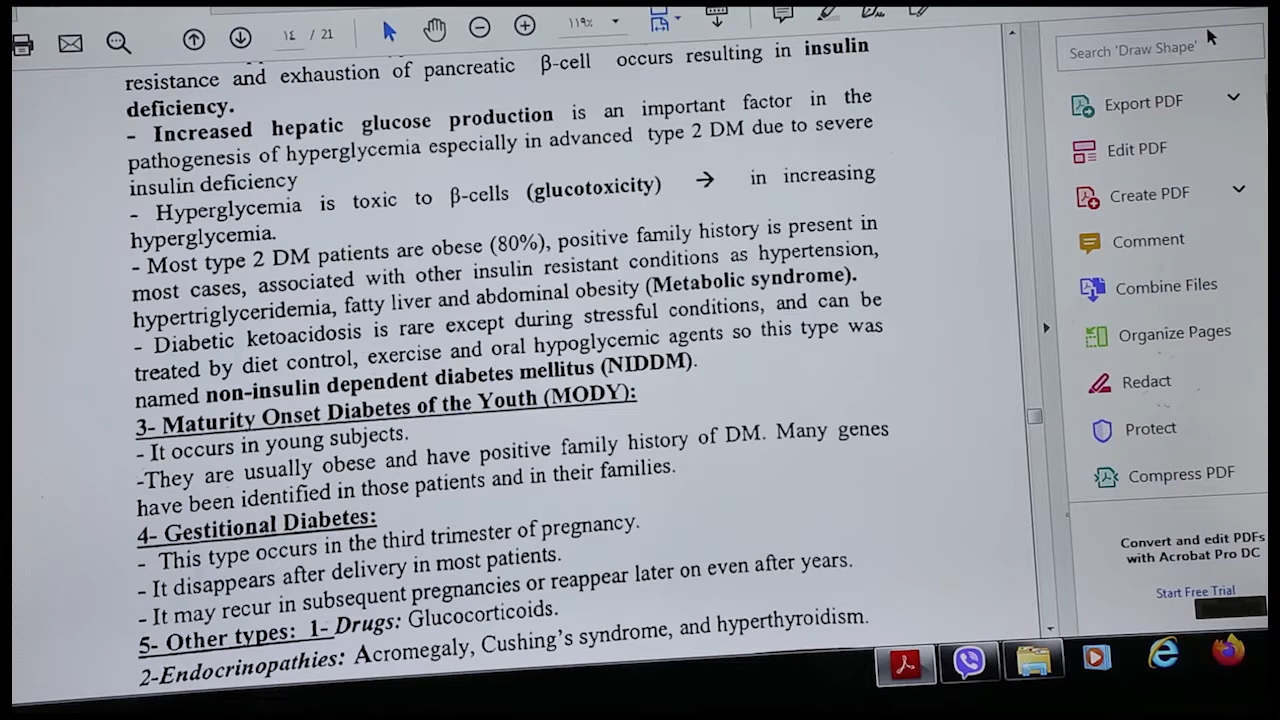 ١٤ / 21
١١٩%
resistance and exhaustion of pancreatic β-cell occurs resulting in insulin
deficiency.
- Increased hepatic glucose production is an important factor in the
pathogenesis of hyperglycemia especially in advanced type 2 DM due to severe
insulin deficiency
- Hyperglycemia is toxic to β-cells (glucotoxicity) → in increasing
hyperglycemia.
- Most type 2 DM patients are obese (80%), positive family history is present in
most cases, associated with other insulin resistant conditions as hypertension,
hypertriglyceridemia, fatty liver and abdominal obesity (Metabolic syndrome).
- Diabetic ketoacidosis is rare except during stressful conditions, and can be
treated by diet control, exercise and oral hypoglycemic agents so this type was
named non-insulin dependent diabetes mellitus (NIDDM).
3- Maturity Onset Diabetes of the Youth (MODY):
- It occurs in young subjects.
-They are usually obese and have positive family history of DM. Many genes
have been identified in those patients and in their families.
4- Gestitional Diabetes:
- This type occurs in the third trimester of pregnancy.
- It disappears after delivery in most patients.
- It may recur in subsequent pregnancies or reappear later on even after years.
5- Other types: 1- Drugs: Glucocorticoids.
2-Endocrinopathies: Acromegaly, Cushing's syndrome, and hyperthyroidism.
Search 'Draw Shape'
Export PDF
Edit PDF
Create PDF
Comment
Combine Files
Organize Pages
Redact
Protect
Compress PDF
Convert and edit PDFs
with Acrobat Pro DC
Start Free Trial